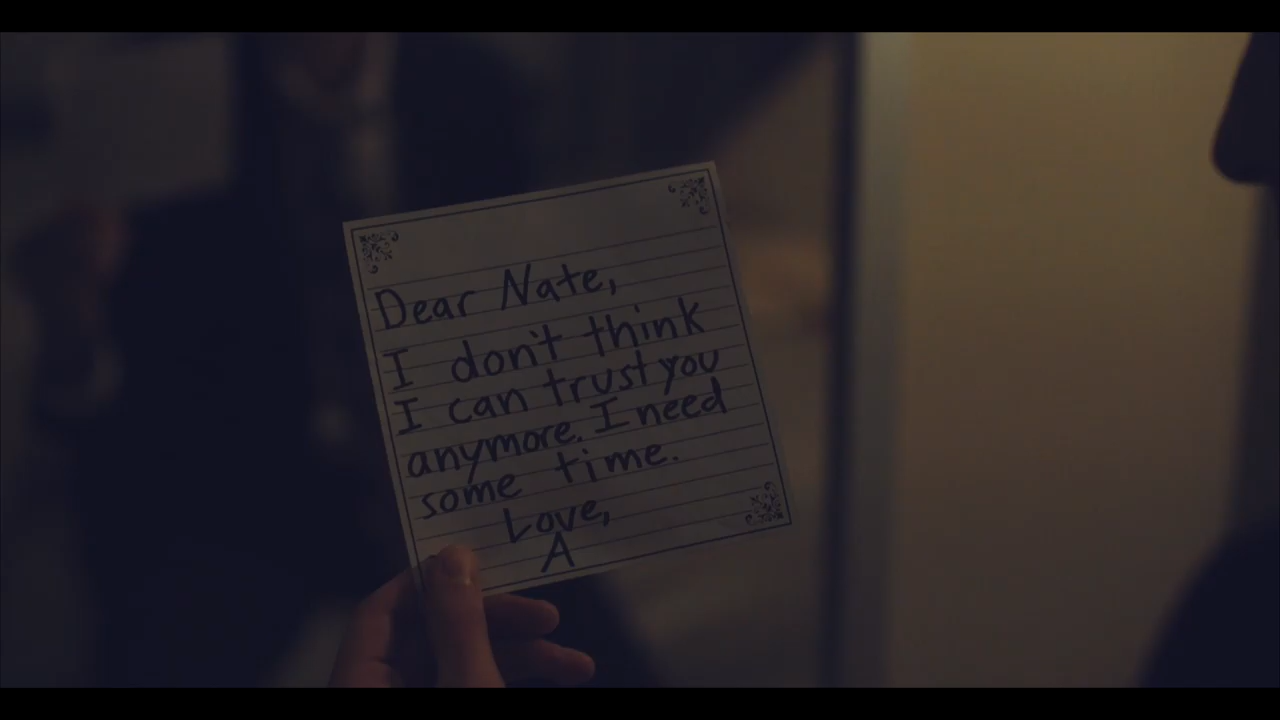 Dear Nate,
I don't think
I can trust you
anymore. I need
some time.
Love,
A